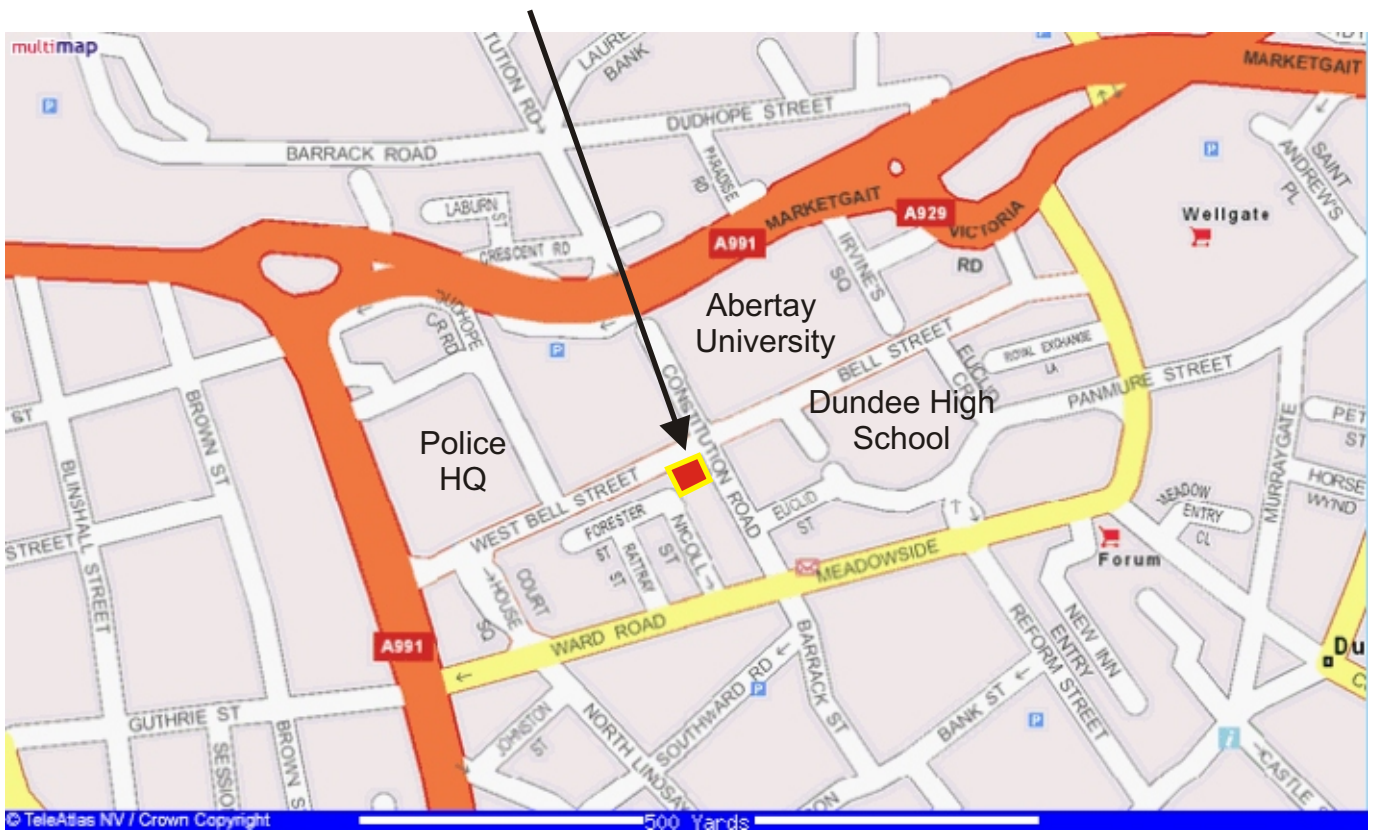 multimap
TUTION RD
LAURE
BANK
MARKETGAIT
DUDHOPE STREET
BARRACK ROAD
PARADISE
RD
SAINT
ANDREW'S
PL
LABURN
ST
CRESCENT RD
MARKETGAIT
A929
VICTORIA
RD
A991
IRVINE'S
SQ
Wellgate
DUDHOPE
CR RD
Abertay
University
BELL STREET
EUCLID
CR
ROYAL EXCHANGE
LA
PANMURE STREET
CONSTITUTION ROAD
Dundee High
School
Police
HQ
ST
BROWN ST
BLINSHALL STREET
STREET
WEST BELL STREET
FORESTER
ST
RATTRAY
ST
NICOLL
ST
EUCLID
ST
MURRAYGATE
PET
ST
HORSE
WYND
MEADOW
ENTRY
CL
Forum
MEADOWSIDE
COURT
HOUSE
SQ
WARD ROAD
A991
BARRACK ST
REFORM STREET
NEW INN
ENTRY
Du
GUTHRIE ST
SESSIO
BROWN S
JOHNSTON
ST
NORTH LINDSAY
SOUTHWARD RD
BANK ST
CASTLE
ON
© TeleAtlas NV / Crown Copyright
500 Yards